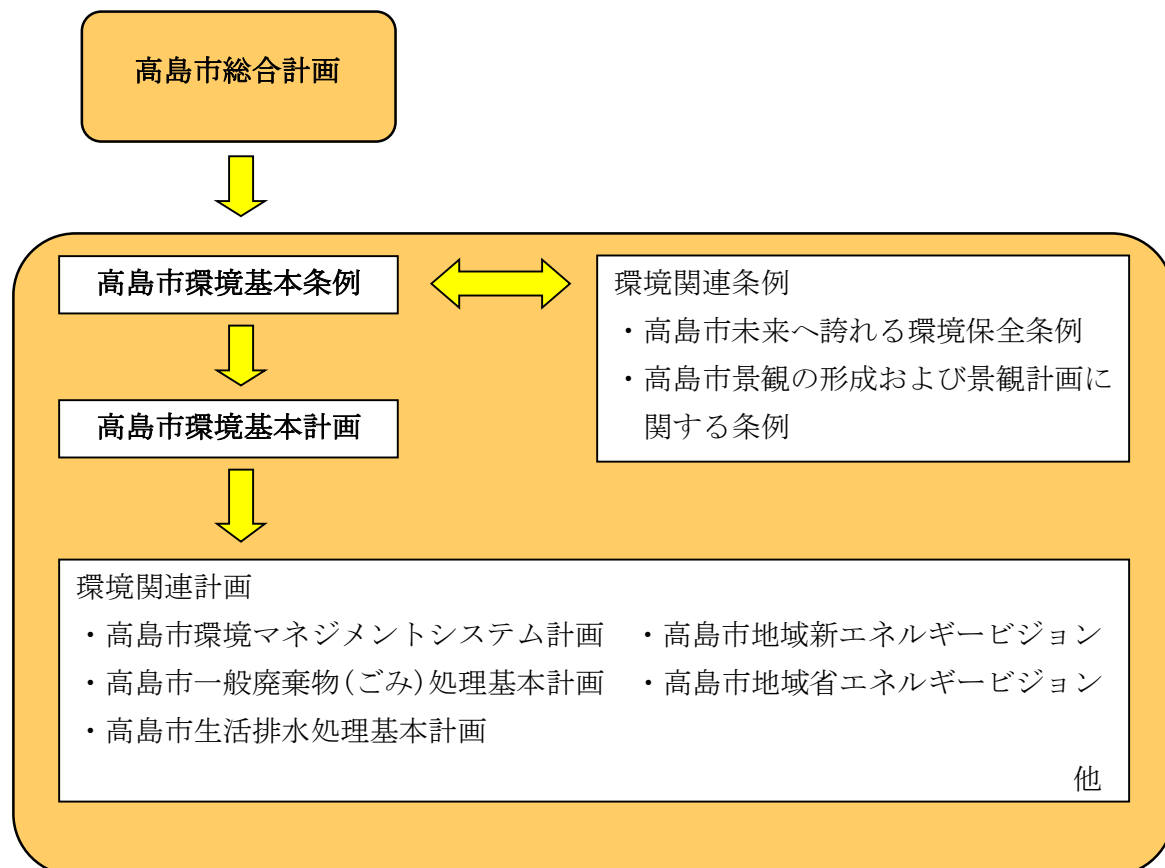 高島市総合計画
高島市環境基本条例
環境関連条例
・高島市未来へ誇れる環境保全条例
・高島市景観の形成および景観計画に
関する条例
高島市環境基本計画
環境関連計画
・高島市環境マネジメントシステム計画 ・高島市地域新エネルギービジョン
・高島市一般廃棄物(ごみ)処理基本計画 ・高島市地域省エネルギービジョン
・高島市生活排水処理基本計画
他